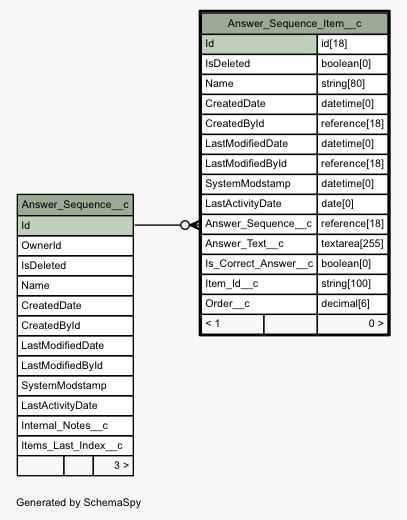 Answer_Sequence_Item__c
Id id[18]
IsDeleted boolean[0]
Name string[80]
CreatedDate datetime[0]
CreatedById reference[18]
LastModifiedDate datetime[0]
LastModifiedById reference[18]
SystemModstamp datetime[0]
LastActivityDate date[0]
Answer_Sequence__c reference[18]
Answer_Text__c textarea[255]
Is_Correct_Answer__c boolean[0]
Item_Id__c string[100]
Order__c decimal[6]
< 1 0 >
Answer_Sequence__c
Id
OwnerId
IsDeleted
Name
CreatedDate
CreatedById
LastModifiedDate
LastModifiedById
SystemModstamp
LastActivityDate
Internal_Notes__c
Items_Last_Index__c
3 >
Generated by SchemaSpy